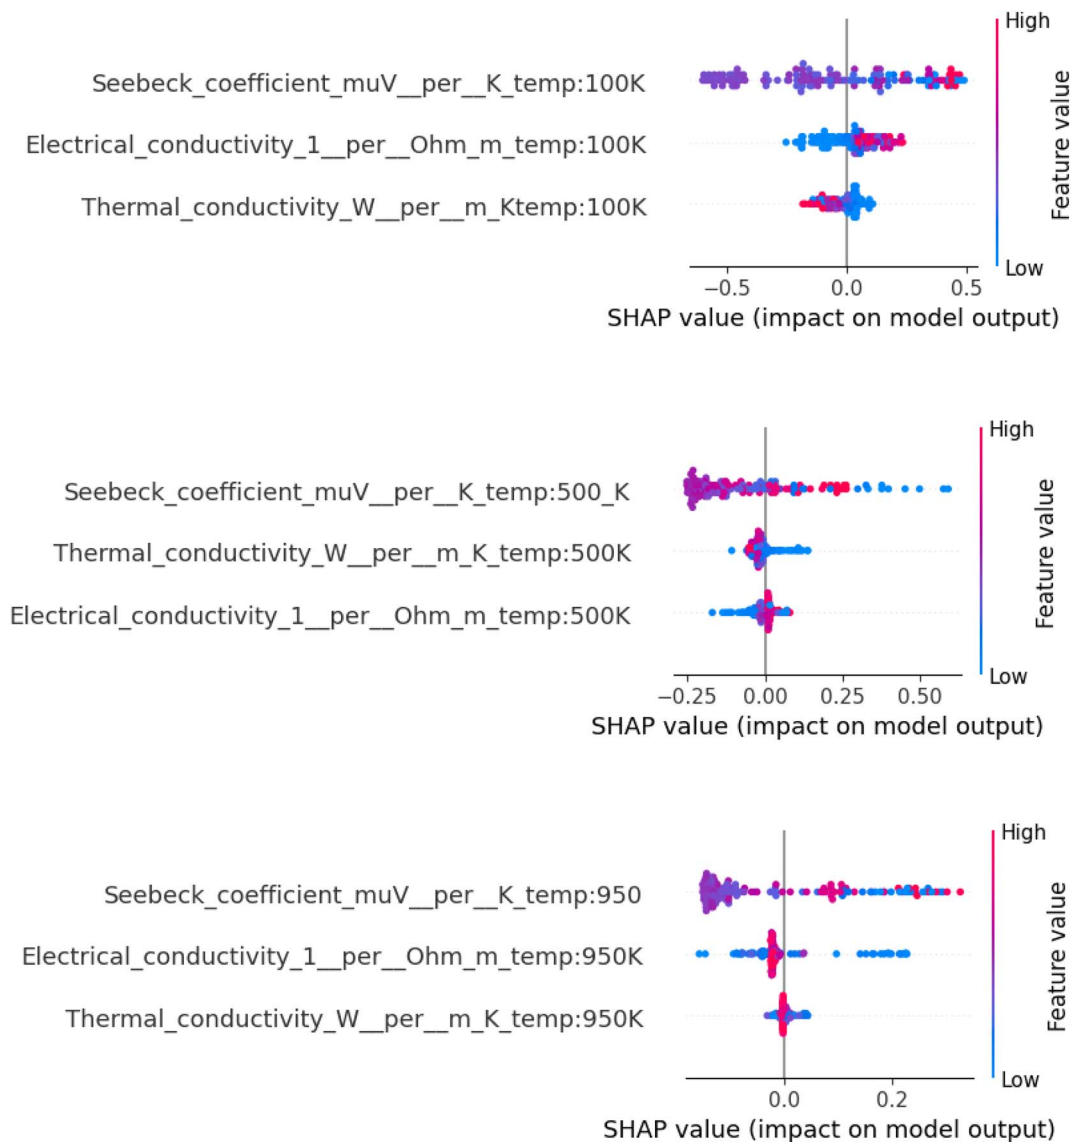 High
Seebeck_coefficient_muV__per__K_temp:100K
Electrical_conductivity_1__per__Ohm_m_temp:100K
Thermal_conductivity_W__per__m_Ktemp:100K
Feature value
Low
−0.5 0.0 0.5
SHAP value (impact on model output)
High
Seebeck_coefficient_muV__per__K_temp:500_K
Thermal_conductivity_W__per__m_K_temp:500K
Electrical_conductivity_1__per__Ohm_m_temp:500K
Feature value
Low
−0.25 0.00 0.25 0.50
SHAP value (impact on model output)
High
Seebeck_coefficient_muV__per__K_temp:950
Electrical_conductivity_1__per__Ohm_m_temp:950K
Thermal_conductivity_W__per__m_K_temp:950K
Feature value
Low
0.0 0.2
SHAP value (impact on model output)